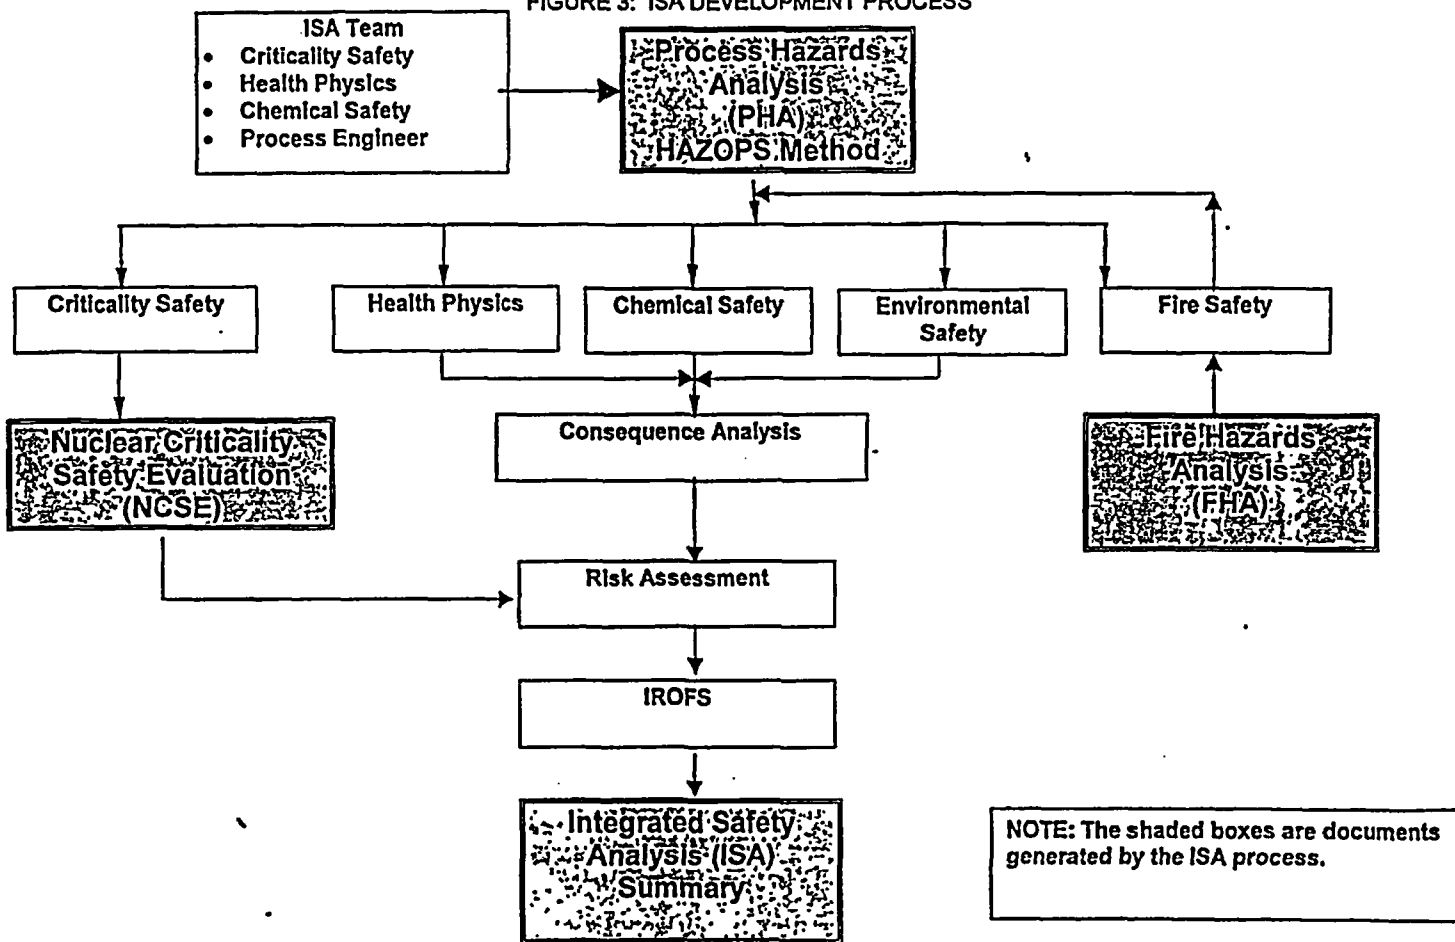 FIGURE 3: ISA DEVELOPMENT PROCESS
ISA Team
• Criticality Safety
• Health Physics
• Chemical Safety
• Process Engineer
Process Hazards
Analysis
(PHA)
HAZOPS Method
Criticality Safety
Health Physics
Chemical Safety
Environmental
Safety
Fire Safety
Nuclear Criticality
Safety Evaluation
(NCSE)
Consequence Analysis
Fire Hazards
Analysis
(FHA)
Risk Assessment
IROFS
Integrated Safety
Analysis (ISA)
Summary
NOTE: The shaded boxes are documents
generated by the ISA process.